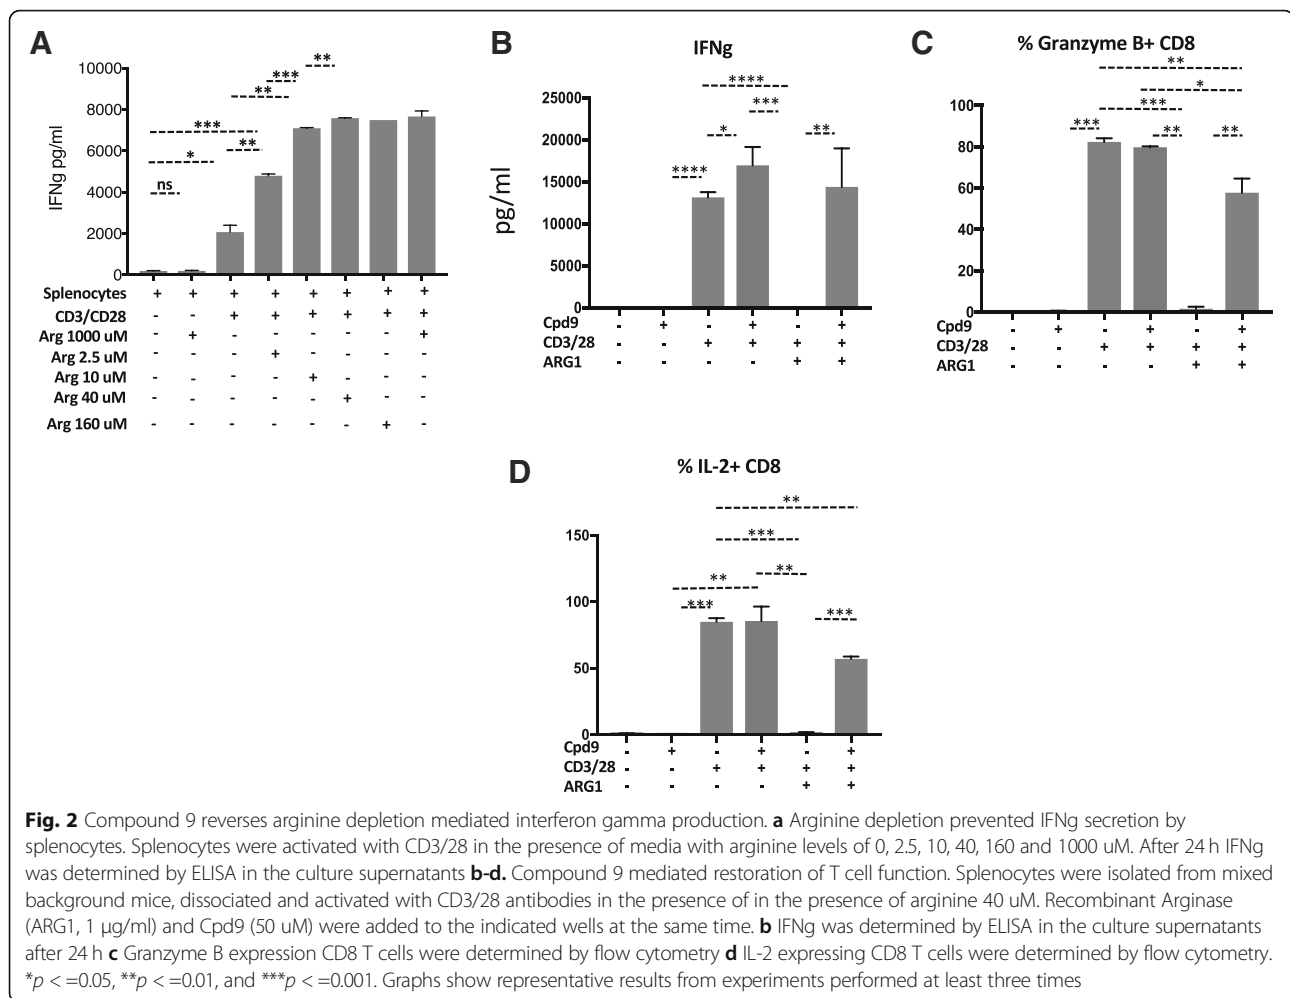 A
10000
8000
6000
4000
2000
0
IFNg pg/ml
ns
*
***
**
**
***
**
Splenocytes + + + + + + + +
CD3/CD28 - - + + + + + +
Arg 1000 uM - + - - - - - +
Arg 2.5 uM - - - + - - - -
Arg 10 uM - - - - + - - -
Arg 40 uM - - - - - + - -
Arg 160 uM - - - - - - + -
B
IFNg
25000
20000
15000
10000
5000
0
pg/ml
****
***
*
**
****
Cpd9 - + - + - +
CD3/28 - - + + + +
ARG1 - - - - + +
C
% Granzyme B+ CD8
100
80
60
40
20
0
**
*
***
***
**
**
Cpd9 - + - + - +
CD3/28 - - + + + +
ARG1 - - - - + +
D
% IL-2+ CD8
150
100
50
0
**
***
**
**
***
***
Cpd9 - + - + - +
CD3/28 - - + + + +
ARG1 - - - - + +
Fig. 2 Compound 9 reverses arginine depletion mediated interferon gamma production. a Arginine depletion prevented IFNg secretion by
splenocytes. Splenocytes were activated with CD3/28 in the presence of media with arginine levels of 0, 2.5, 10, 40, 160 and 1000 uM. After 24 h IFNg
was determined by ELISA in the culture supernatants b-d. Compound 9 mediated restoration of T cell function. Splenocytes were isolated from mixed
background mice, dissociated and activated with CD3/28 antibodies in the presence of in the presence of arginine 40 uM. Recombinant Arginase
(ARG1, 1 μg/ml) and Cpd9 (50 uM) were added to the indicated wells at the same time. b IFNg was determined by ELISA in the culture supernatants
after 24 h c Granzyme B expression CD8 T cells were determined by flow cytometry d IL-2 expressing CD8 T cells were determined by flow cytometry.
*p < =0.05, **p < =0.01, and ***p < =0.001. Graphs show representative results from experiments performed at least three times